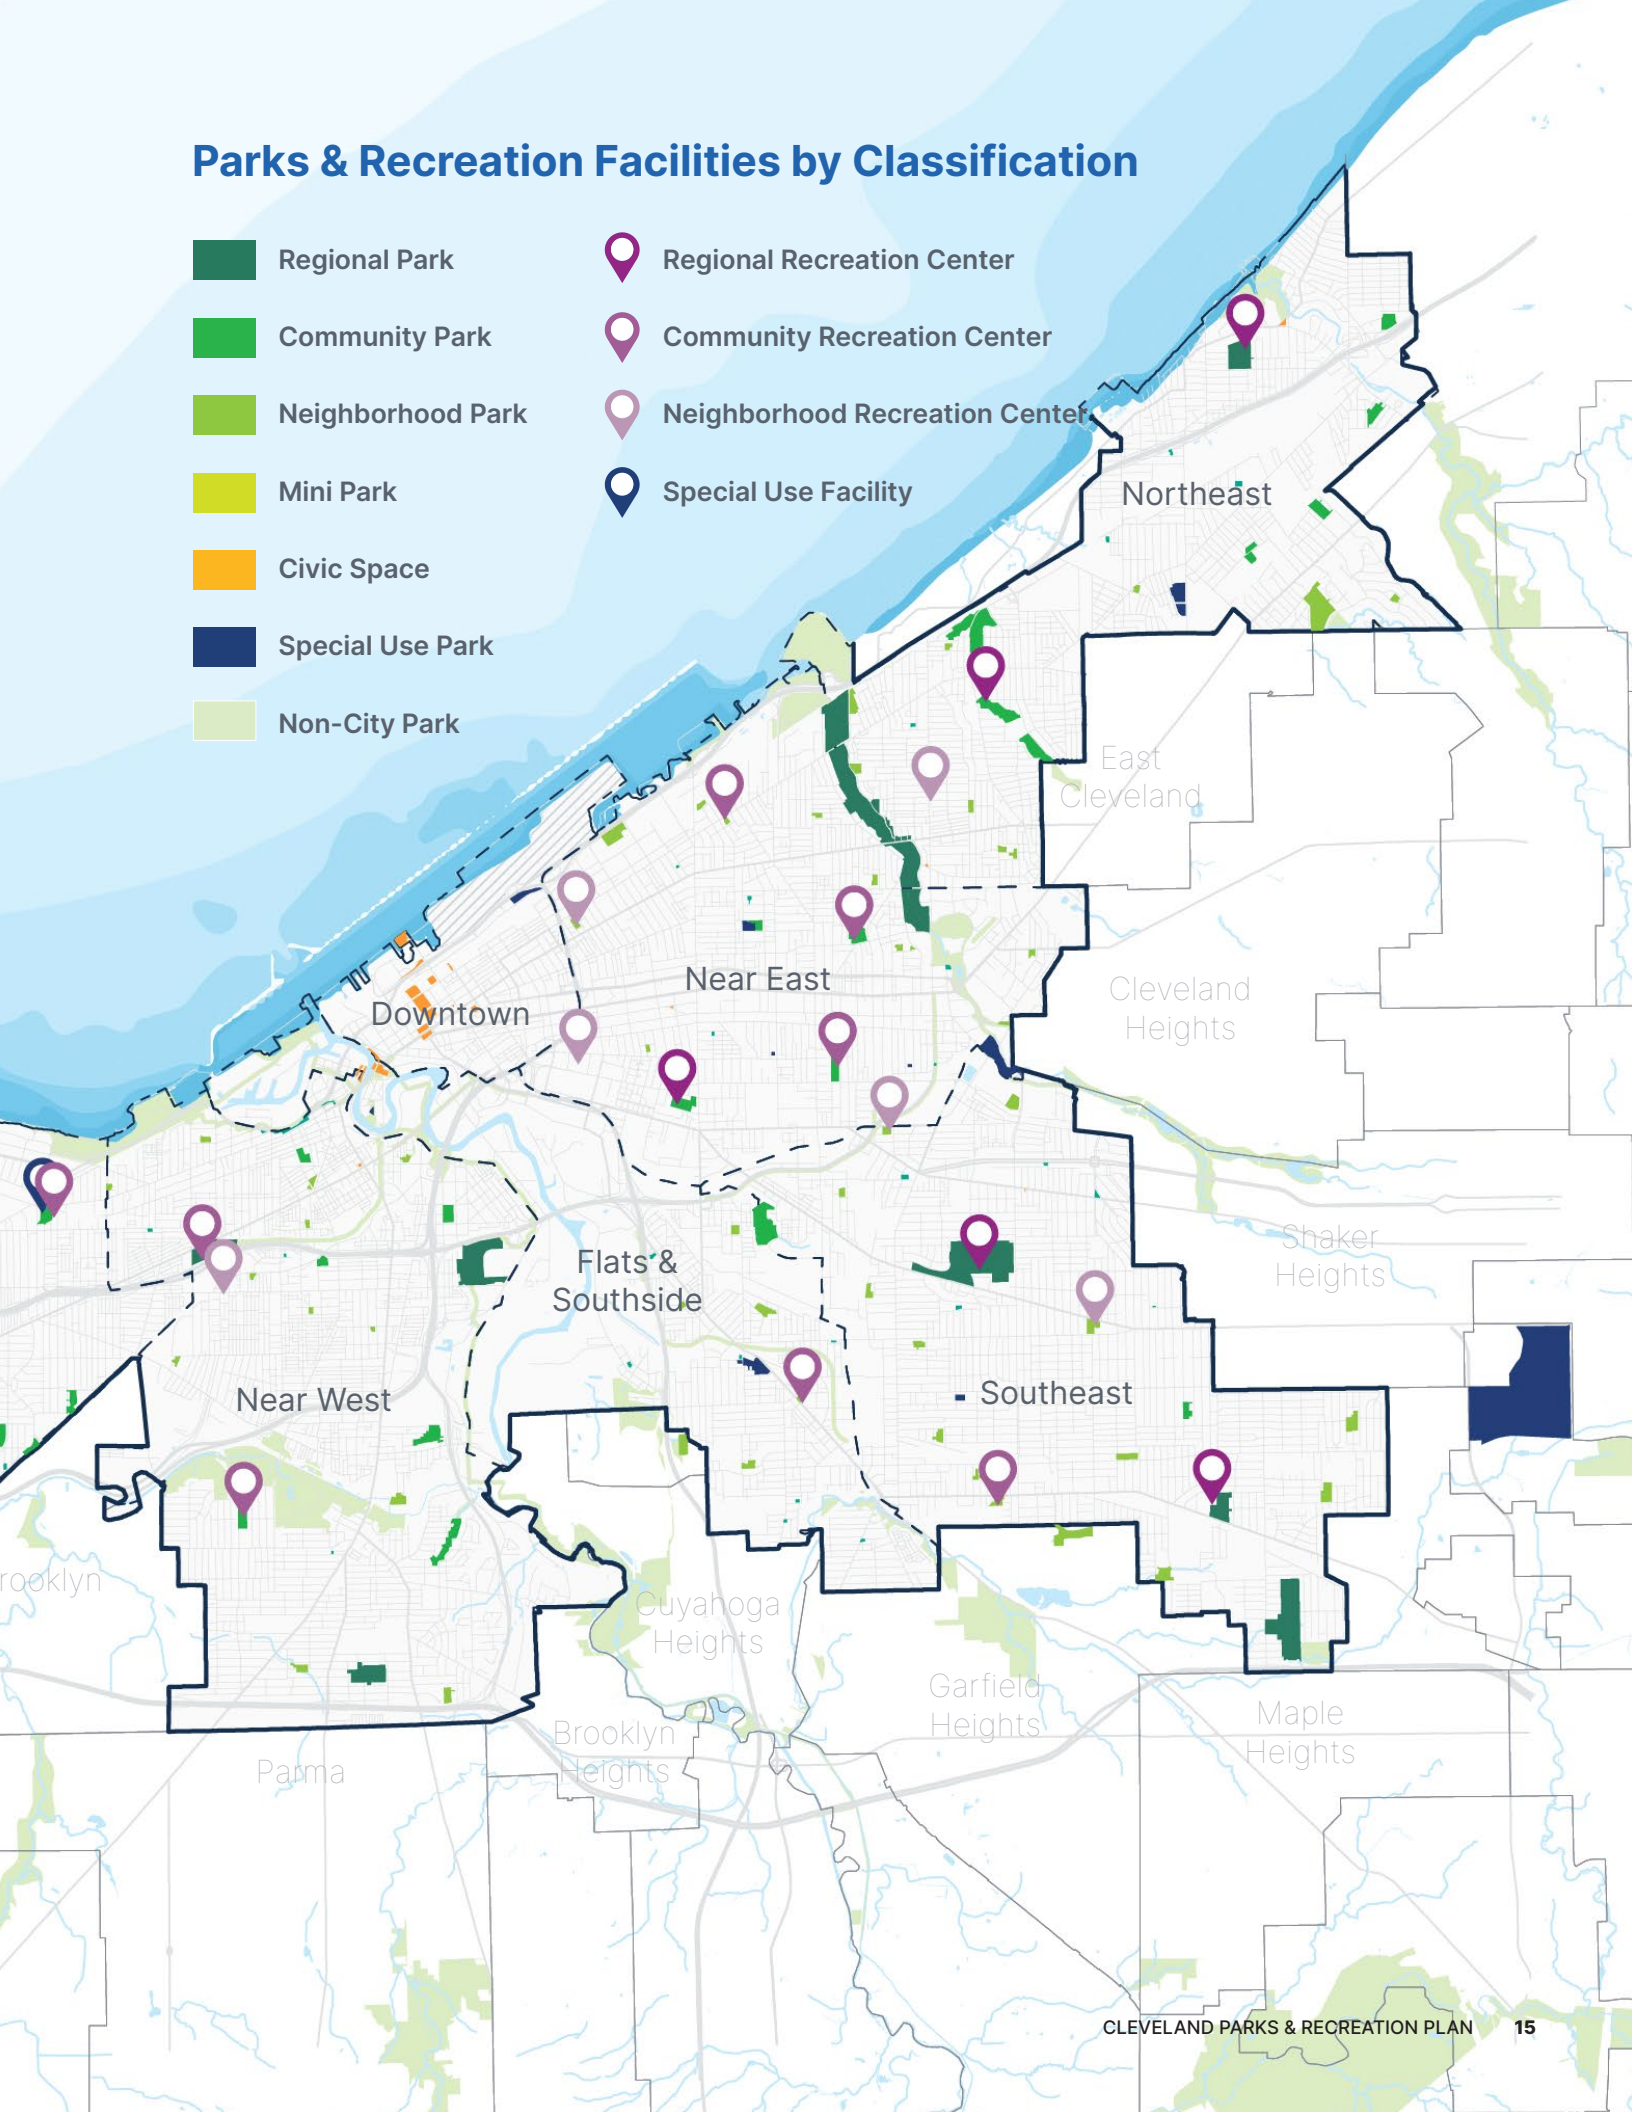 Parks & Recreation Facilities by Classification
Regional Park
Community Park
Neighborhood Park
Mini Park
Civic Space
Special Use Park
Non-City Park
Regional Recreation Center
Community Recreation Center
Neighborhood Recreation Center
Special Use Facility
Northeast
East
Cleveland
Near East
Downtown
Cleveland
Heights
Flats &
Southside
Shaker
Heights
Near West
Southeast
rooklyn
Cuyahoga
Heights
Garfield
Heights
Maple
Heights
Brooklyn
Heights
Parma
CLEVELAND PARKS & RECREATION PLAN 15